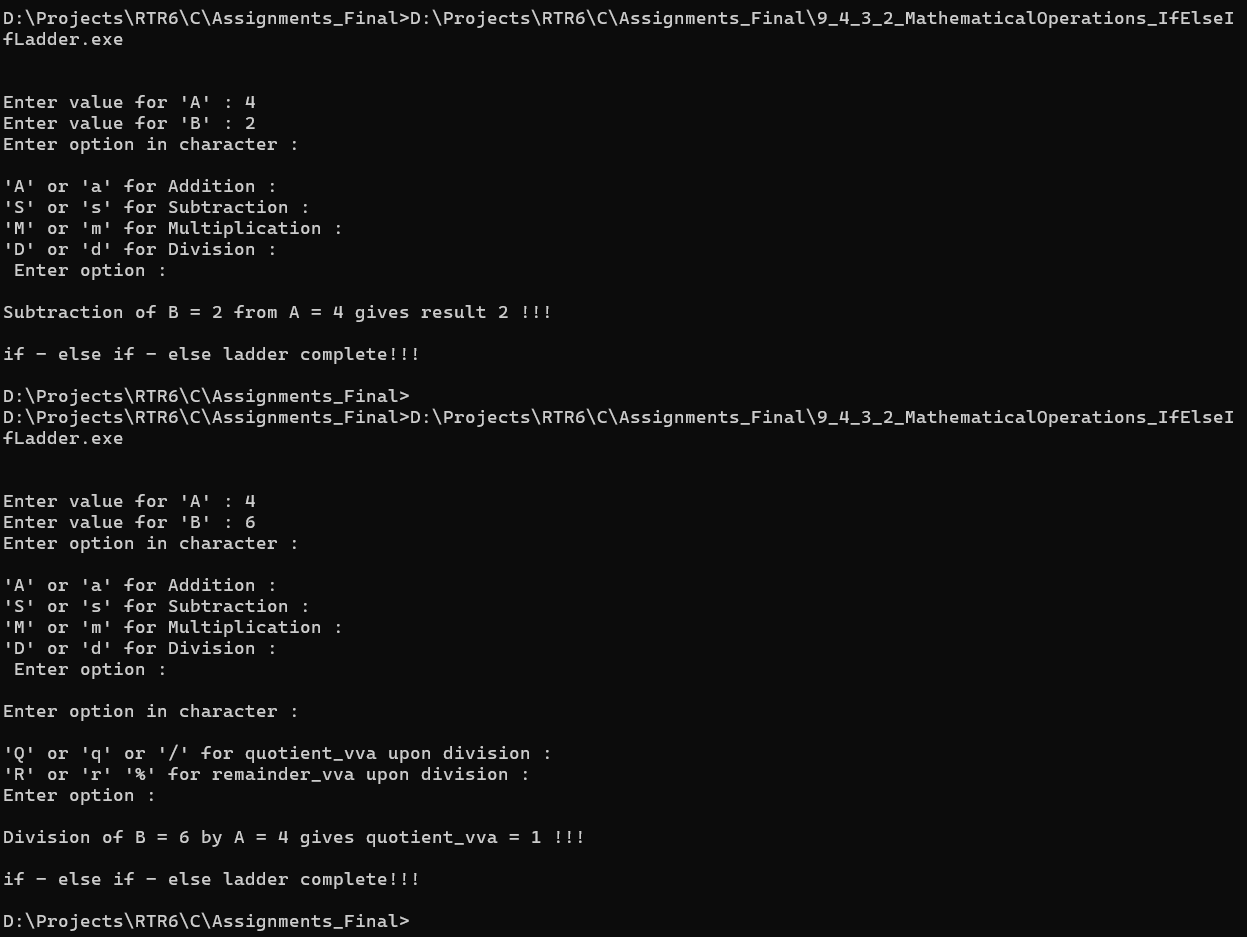 D:\Projects\RTR6\C\Assignments_Final>D:\Projects\RTR6\C\Assignments_Final\9_4_3_2_MathematicalOperations_IfElseI
fLadder.exe
Enter value for 'A' : 4
Enter value for 'B' : 2
Enter option in character :
'A' or 'a' for Addition :
'S' or 's' for Subtraction :
'M' or 'm' for Multiplication :
'D' or 'd' for Division :
 Enter option :
Subtraction of B = 2 from A = 4 gives result 2 !!!
if - else if - else ladder complete!!!
D:\Projects\RTR6\C\Assignments_Final>
D:\Projects\RTR6\C\Assignments_Final>D:\Projects\RTR6\C\Assignments_Final\9_4_3_2_MathematicalOperations_IfElseI
fLadder.exe
Enter value for 'A' : 4
Enter value for 'B' : 6
Enter option in character :
'A' or 'a' for Addition :
'S' or 's' for Subtraction :
'M' or 'm' for Multiplication :
'D' or 'd' for Division :
 Enter option :
Enter option in character :
'Q' or 'q' or '/' for quotient_vva upon division :
'R' or 'r' '%' for remainder_vva upon division :
Enter option :
Division of B = 6 by A = 4 gives quotient_vva = 1 !!!
if - else if - else ladder complete!!!
D:\Projects\RTR6\C\Assignments_Final>